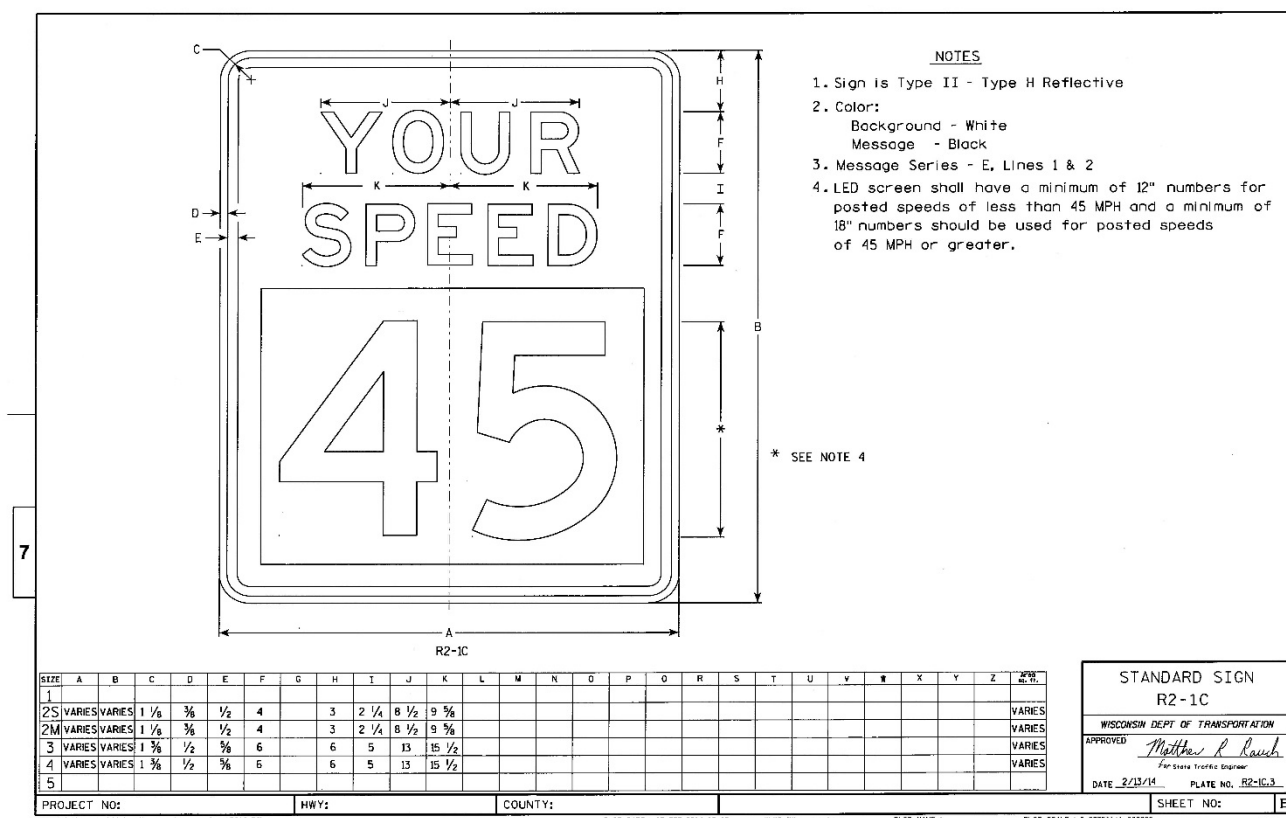 C
H
J J
YOUR
F
K K
I
D
SPEED
F
E
B
45
*
* SEE NOTE 4
A
R2-1C
NOTES
1. Sign is Type II - Type H Reflective
2. Color:
Background - White
Message - Black
3. Message Series - E, Lines 1 & 2
4. LED screen shall have a minimum of 12" numbers for
posted speeds of less than 45 MPH and a minimum of
18" numbers should be used for posted speeds
of 45 MPH or greater.
7
SIZE A B C D E F G H I J K L M N O P Q R S T U V W X Y Z
1
2S VARIES VARIES 1 1/8 3/8 1/2 4 3 2 1/4 8 1/2 9 5/8 VARIES
2M VARIES VARIES 1 1/8 3/8 1/2 4 3 2 1/4 8 1/2 9 5/8 VARIES
3 VARIES VARIES 1 3/8 1/2 5/8 6 6 5 13 15 1/2 VARIES
4 VARIES VARIES 1 3/8 1/2 5/8 6 6 5 13 15 1/2 VARIES
5
STANDARD SIGN
R2-1C
WISCONSIN DEPT OF TRANSPORTATION
APPROVED Matthew R Rauch
For State Traffic Engineer
DATE 2/13/14 PLATE NO. R2-1C.3
PROJECT NO: HWY: COUNTY: SHEET NO: E